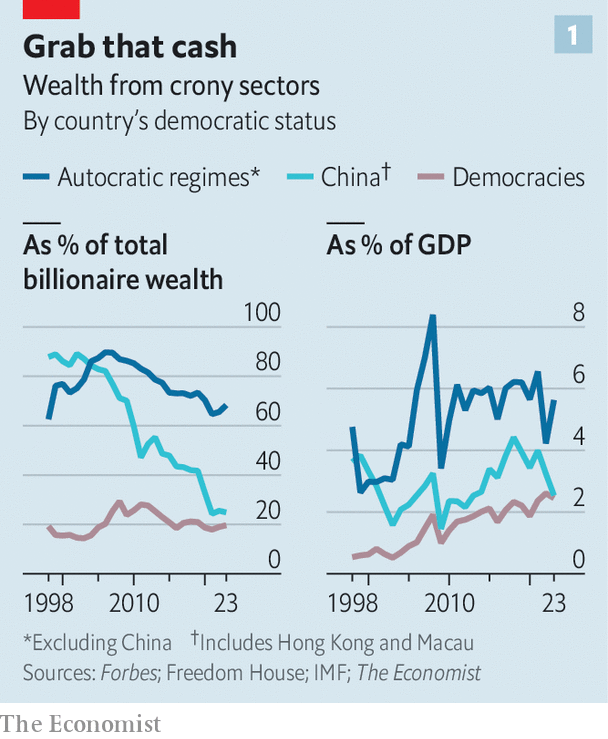 1
Grab that cash
Wealth from crony sectors
By country's democratic status
Autocratic regimes* China† Democracies
As % of total
billionaire wealth
100
80
60
40
20
0
1998 2010 23
As % of GDP
8
6
4
2
0
1998 2010 23
*Excluding China †Includes Hong Kong and Macau
Sources: Forbes; Freedom House; IMF; The Economist
The Economist